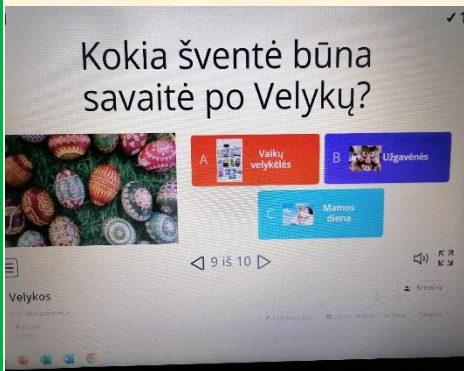 Kokia šventė būna
savaitė po Velykų?
A
Vaikų
velykėlės
B
Užgavėnės
C
Mamos
diena
9 iš 10
Velykos